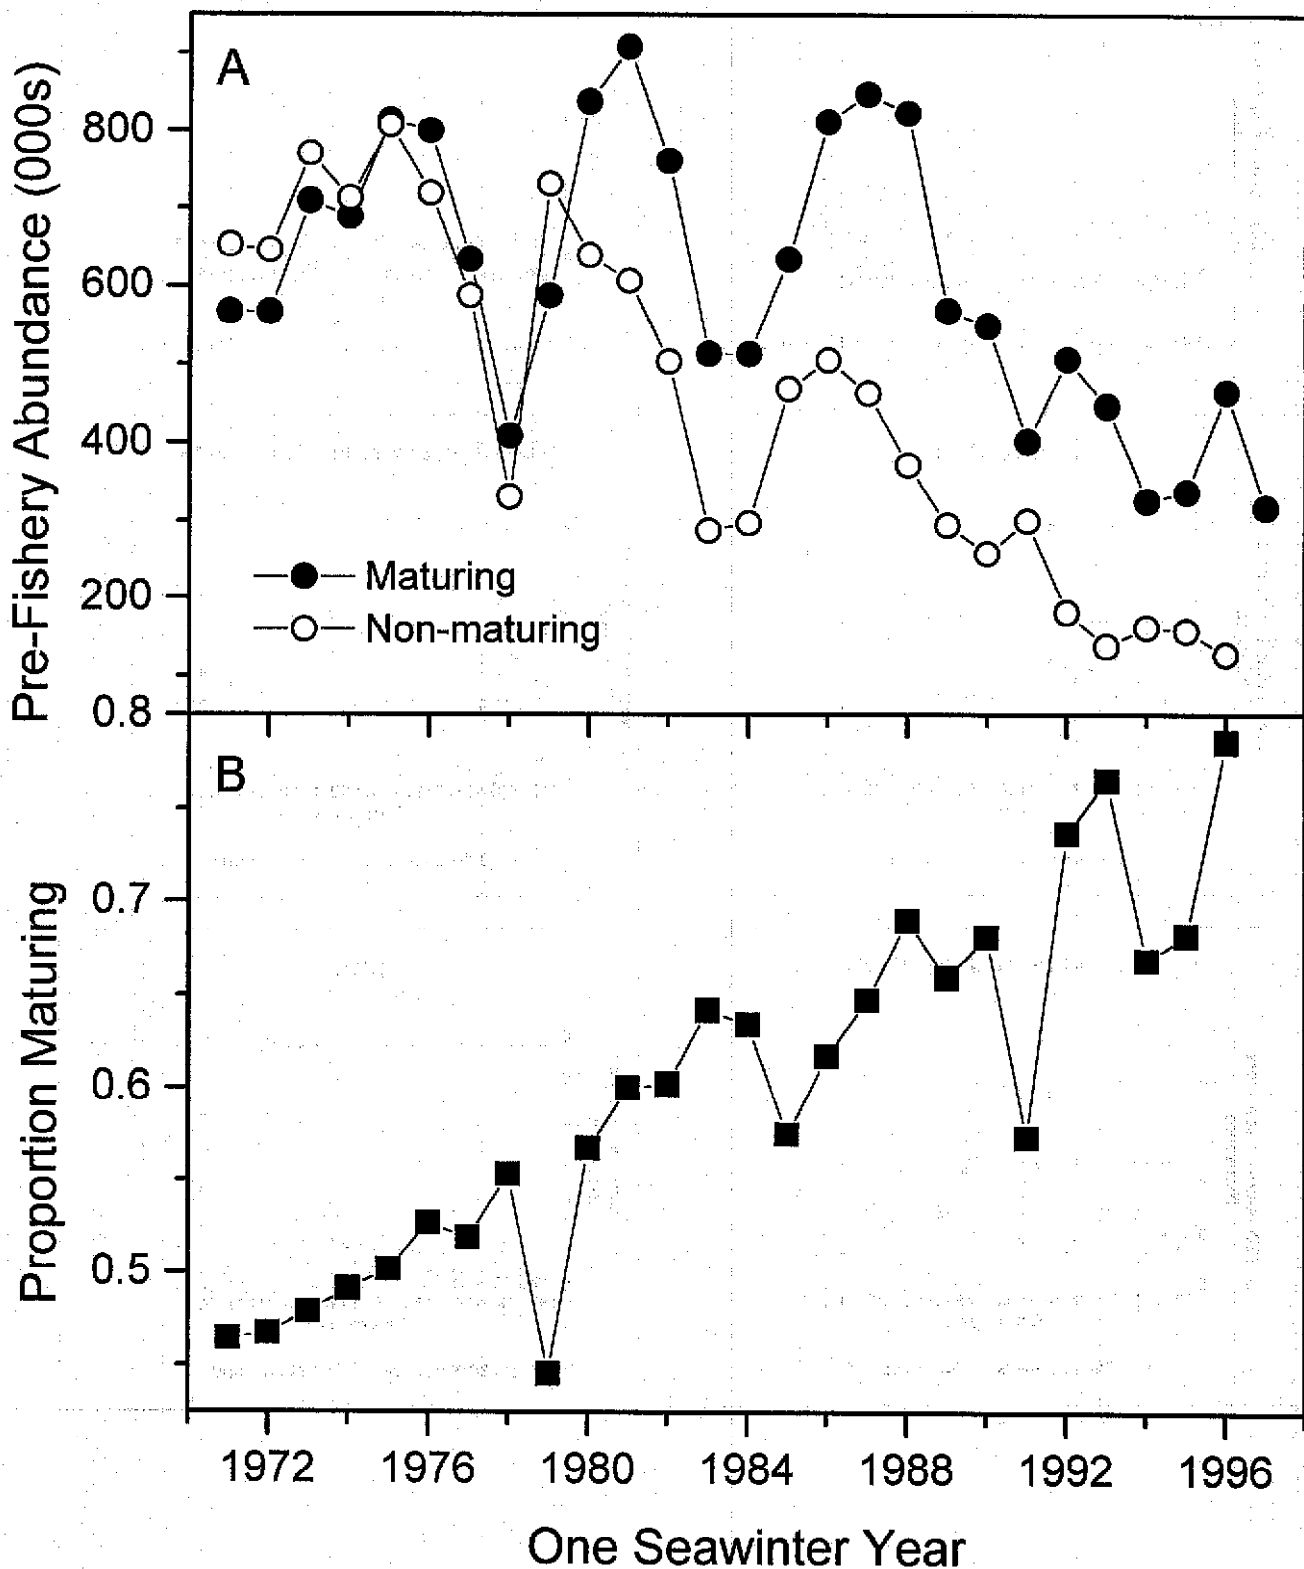 A
Pre-Fishery Abundance (000s)
800
600
400
200
Maturing
Non-maturing
B
Proportion Maturing
0.8
0.7
0.6
0.5
1972 1976 1980 1984 1988 1992 1996
One Seawinter Year